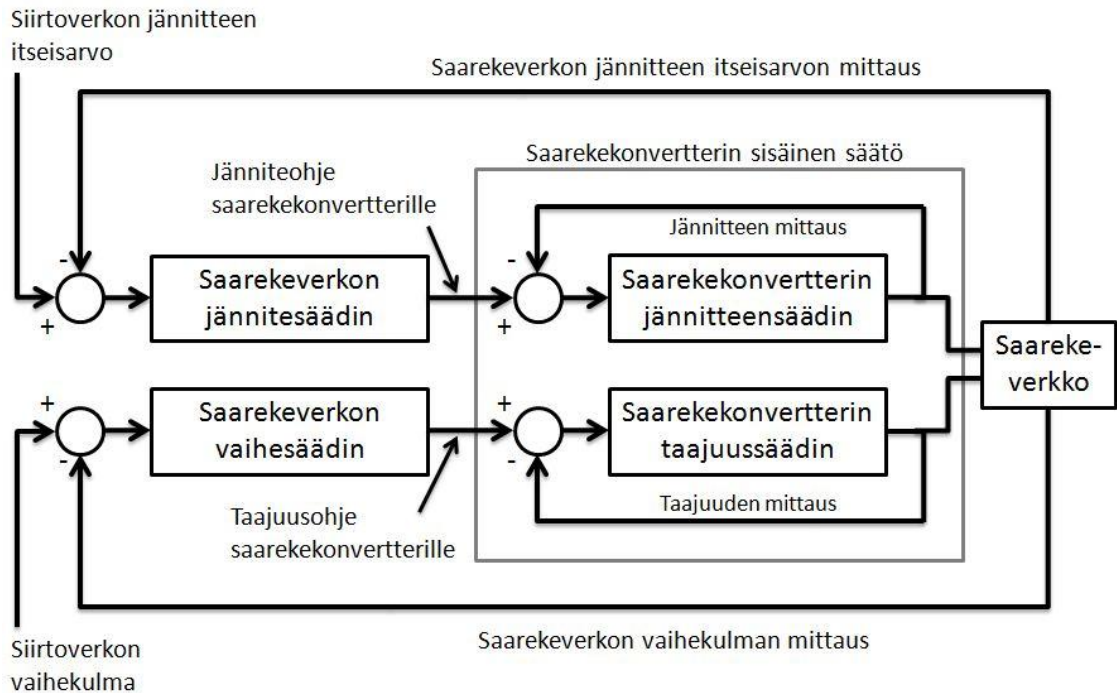 Siirtoverkon jännitteen
itseisarvo
Saarekeverkon jännitteen itseisarvon mittaus
Saarekekonvertterin sisäinen säätö
Jänniteohje
saarekekonvertterille
Jännitteen mittaus
-
-
Saarekeverkon
jännitesäädin
Saarekekonvertterin
jännitteensäädin
+
+
Saareke-
verkko
+
+
Saarekeverkon
vaihesäädin
Saarekekonvertterin
taajuussäädin
-
-
Taajuuden mittaus
Taajuusohje
saarekekonvertterille
Siirtoverkon
vaihekulma
Saarekeverkon vaihekulman mittaus